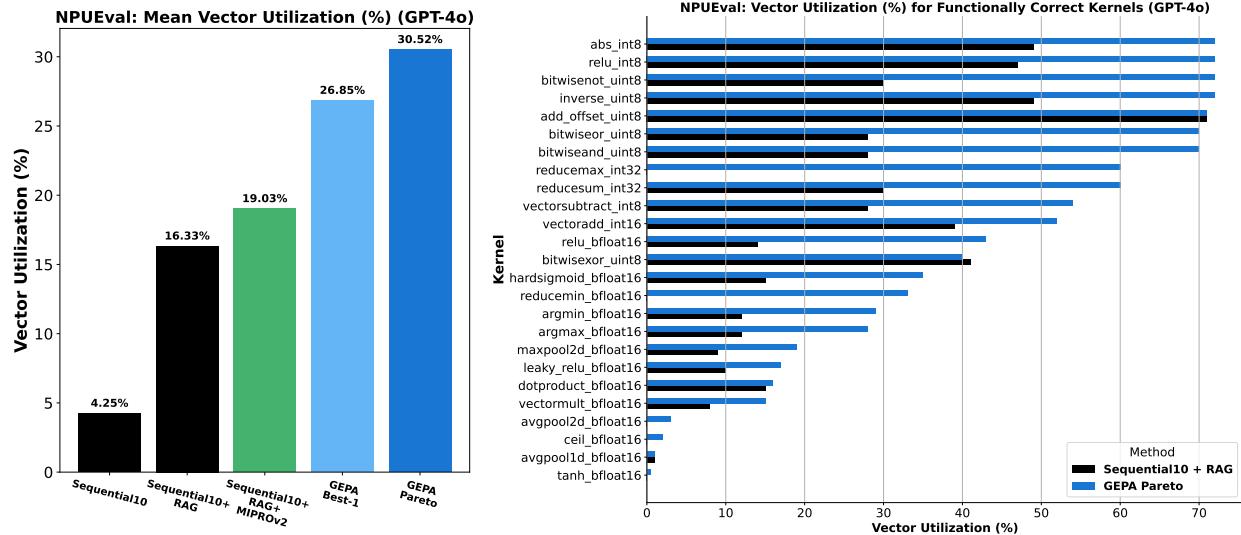 NPUEval: Mean Vector Utilization (%) (GPT-4o)
Vector Utilization (%)
30
25
20
15
10
5
0
4.25%
16.33%
19.03%
26.85%
30.52%
Sequential10
Sequential10+
RAG
Sequential10+
RAG+
MIPROv2
GEPA
Best-1
GEPA
Pareto
NPUEval: Vector Utilization (%) for Functionally Correct Kernels (GPT-4o)
Kernel
abs_int8
relu_int8
bitwisenot_uint8
inverse_uint8
add_offset_uint8
bitwiseor_uint8
bitwiseand_uint8
reducemax_int32
reducesum_int32
vectorsubtract_int8
vectoradd_int16
relu_bfloat16
bitwisexor_uint8
hardsigmoid_bfloat16
reducemin_bfloat16
argmin_bfloat16
argmax_bfloat16
maxpool2d_bfloat16
leaky_relu_bfloat16
dotproduct_bfloat16
vectormult_bfloat16
avgpool2d_bfloat16
ceil_bfloat16
avgpool1d_bfloat16
tanh_bfloat16
Method
Sequential10 + RAG
GEPA Pareto
0 10 20 30 40 50 60 70
Vector Utilization (%)